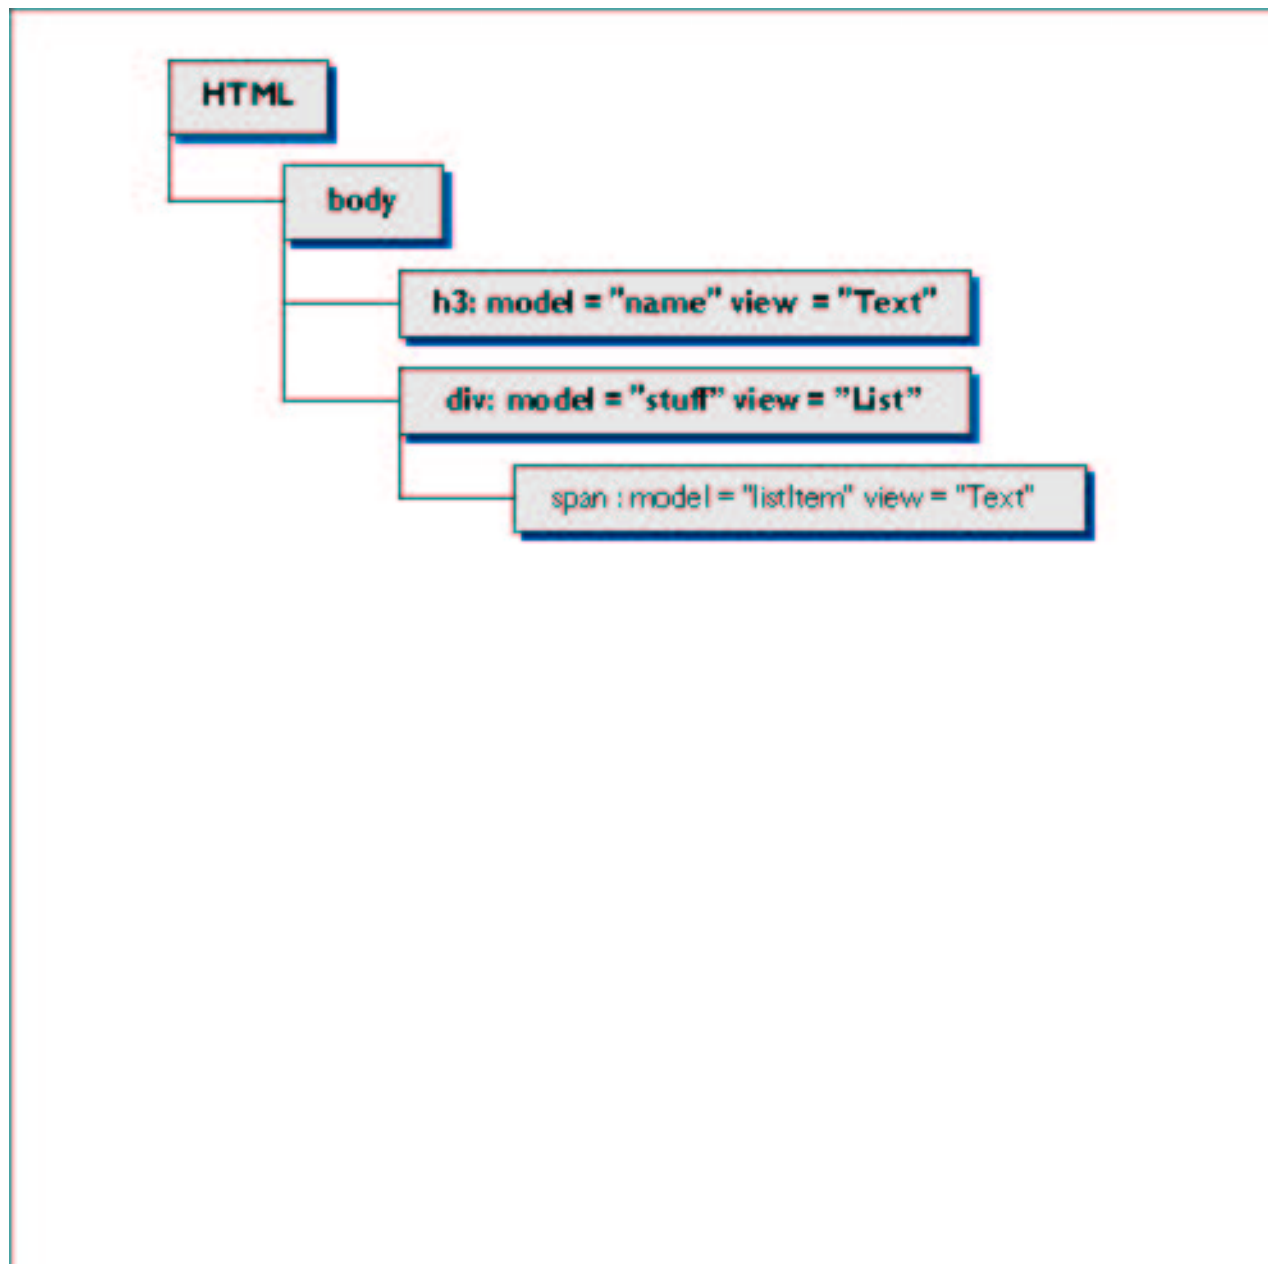 HTML
body
h3: model = "name" view = "Text"
div: model = "stuff" view = "List"
span : model = "listItem" view = "Text"